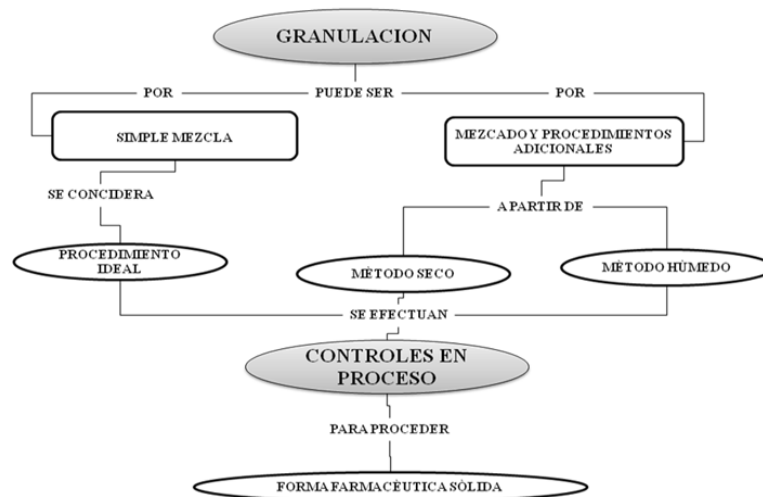 GRANULACION
POR
PUEDE SER
POR
SIMPLE MEZCLA
MEZCADO Y PROCEDIMIENTOS
ADICIONALES
SE CONCIDERA
A PARTIR DE
PROCEDIMIENTO
IDEAL
MÉTODO SECO
MÉTODO HÚMEDO
SE EFECTUAN
CONTROLES EN
PROCESO
PARA PROCEDER
FORMA FARMACÉUTICA SÓLIDA